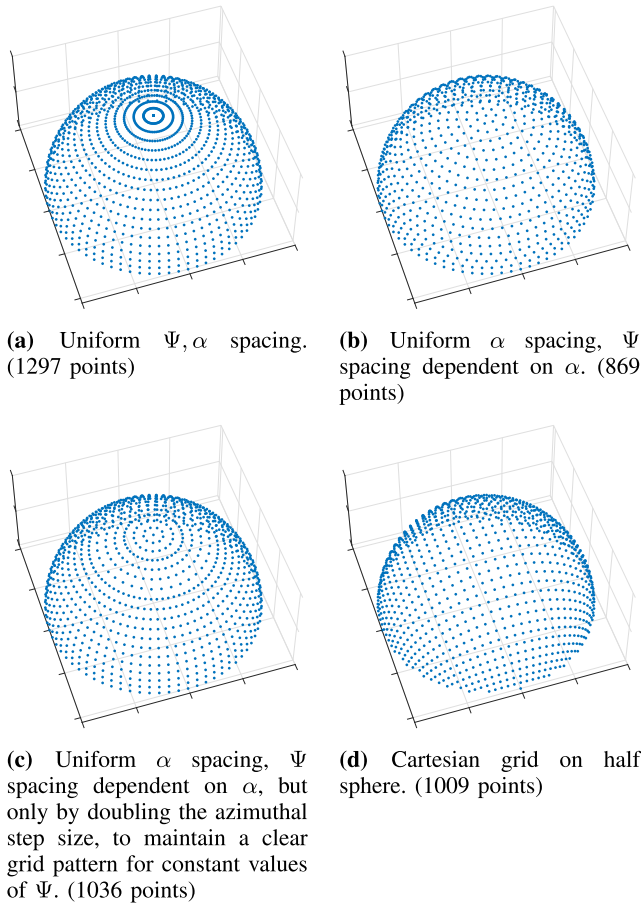 (a) Uniform Ψ, α spacing.
(1297 points)
(b) Uniform α spacing, Ψ
spacing dependent on α. (869
points)
(c) Uniform α spacing, Ψ
spacing dependent on α, but
only by doubling the azimuthal
step size, to maintain a clear
grid pattern for constant values
of Ψ. (1036 points)
(d) Cartesian grid on half
sphere. (1009 points)